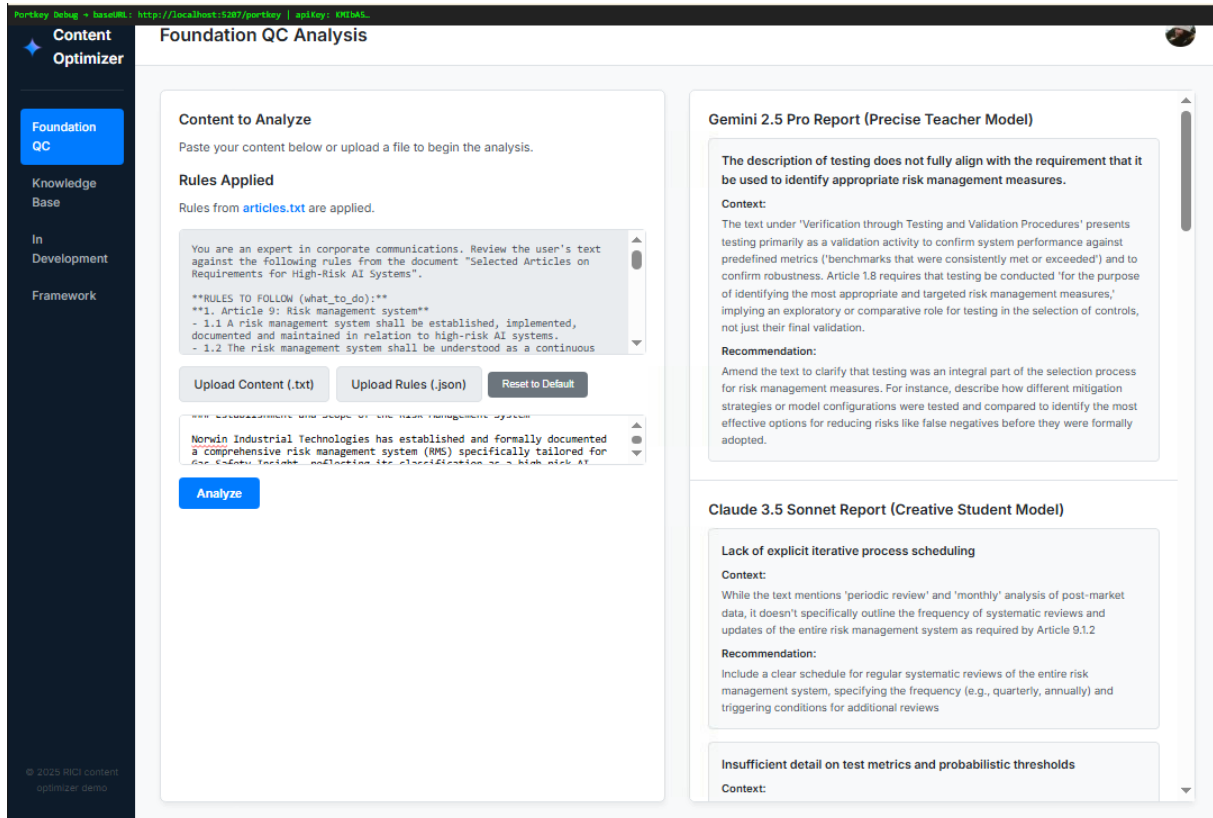 Portkey Debug → baseURL: http://localhost:5207/portkey | apiKey: KMIbAS…
Content
Optimizer
Foundation
QC
Knowledge
Base
In
Development
Framework
© 2025 RICI content
optimizer demo
Foundation QC Analysis
Content to Analyze
Paste your content below or upload a file to begin the analysis.
Rules Applied
Rules from articles.txt are applied.
You are an expert in corporate communications. Review the user's text
against the following rules from the document "Selected Articles on
Requirements for High-Risk AI Systems".
**RULES TO FOLLOW (what_to_do):**
**1. Article 9: Risk management system**
- 1.1 A risk management system shall be established, implemented,
documented and maintained in relation to high-risk AI systems.
- 1.2 The risk management system shall be understood as a continuous
Upload Content (.txt)
Upload Rules (.json)
Reset to Default
Establishment and Scope of the Risk Management System
Norwin Industrial Technologies has established and formally documented
a comprehensive risk management system (RMS) specifically tailored for
Gas Safety Insight, reflecting its classification as a high-risk AI
Analyze
Gemini 2.5 Pro Report (Precise Teacher Model)
The description of testing does not fully align with the requirement that it
be used to identify appropriate risk management measures.
Context:
The text under 'Verification through Testing and Validation Procedures' presents
testing primarily as a validation activity to confirm system performance against
predefined metrics ('benchmarks that were consistently met or exceeded') and to
confirm robustness. Article 1.8 requires that testing be conducted 'for the purpose
of identifying the most appropriate and targeted risk management measures,'
implying an exploratory or comparative role for testing in the selection of controls,
not just their final validation.
Recommendation:
Amend the text to clarify that testing was an integral part of the selection process
for risk management measures. For instance, describe how different mitigation
strategies or model configurations were tested and compared to identify the most
effective options for reducing risks like false negatives before they were formally
adopted.
Claude 3.5 Sonnet Report (Creative Student Model)
Lack of explicit iterative process scheduling
Context:
While the text mentions 'periodic review' and 'monthly' analysis of post-market
data, it doesn't specifically outline the frequency of systematic reviews and
updates of the entire risk management system as required by Article 9.1.2
Recommendation:
Include a clear schedule for regular systematic reviews of the entire risk
management system, specifying the frequency (e.g., quarterly, annually) and
triggering conditions for additional reviews
Insufficient detail on test metrics and probabilistic thresholds
Context: